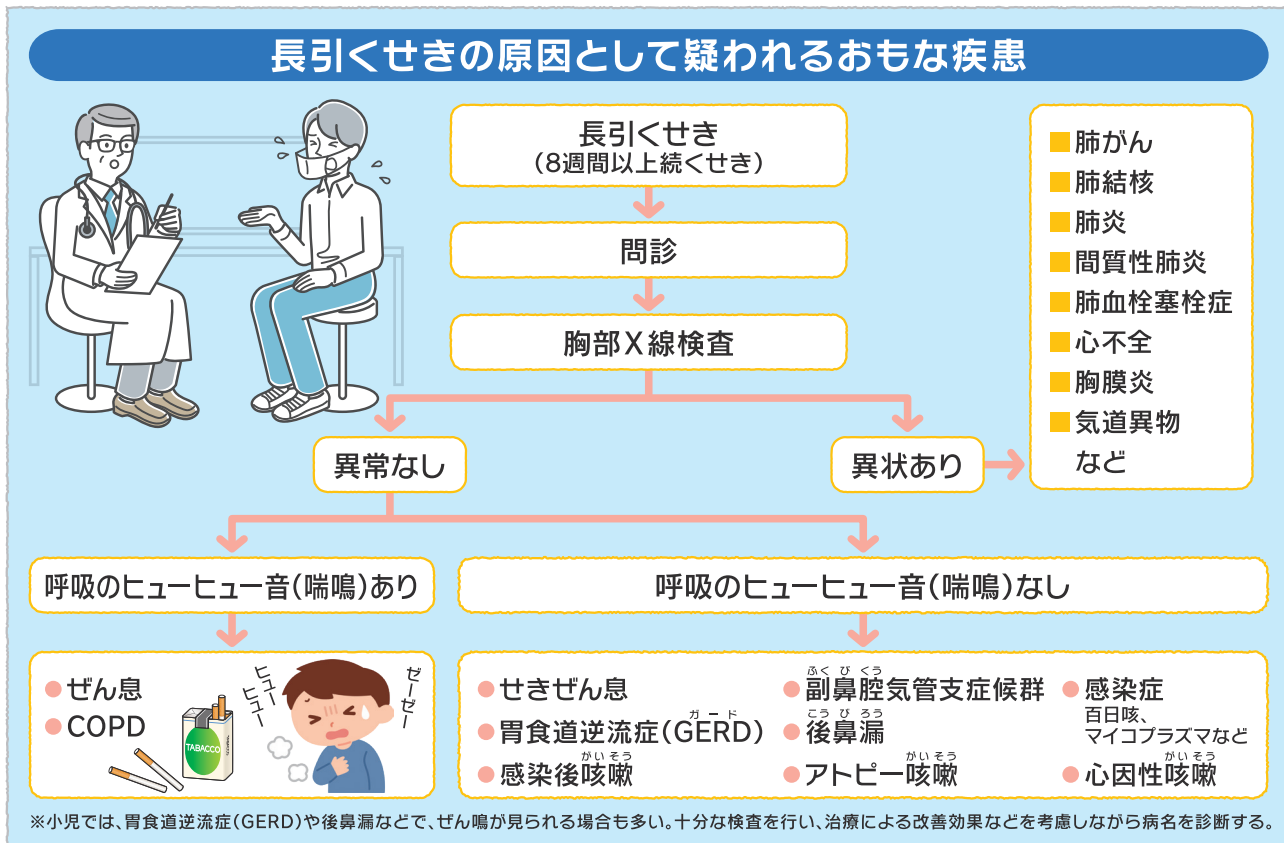 長引くせきの原因として疑われるおもな疾患
長引くせき
(8週間以上続くせき)
問診
胸部X線検査
異常なし
異状あり
■肺がん
■肺結核
■肺炎
■間質性肺炎
■肺血栓塞栓症
■心不全
■胸膜炎
■気道異物
など
呼吸のヒューヒュー音(喘鳴)あり
呼吸のヒューヒュー音(喘鳴)なし
●ぜん息
●COPD
TABACCO
ヒュー
ヒュー
ゼーゼー
●せきぜん息
ガード
●胃食道逆流症(GERD)
がいそう
●感染後咳嗽
ふくびくう
●副鼻腔気管支症候群
こうびろう
●後鼻漏
がいそう
●アトピー咳嗽
●感染症
百日咳、
マイコプラズマなど
がいそう
●心因性咳嗽
※小児では、胃食道逆流症(GERD)や後鼻漏などで、ぜん鳴が見られる場合も多い。十分な検査を行い、治療による改善効果などを考慮しながら病名を診断する。